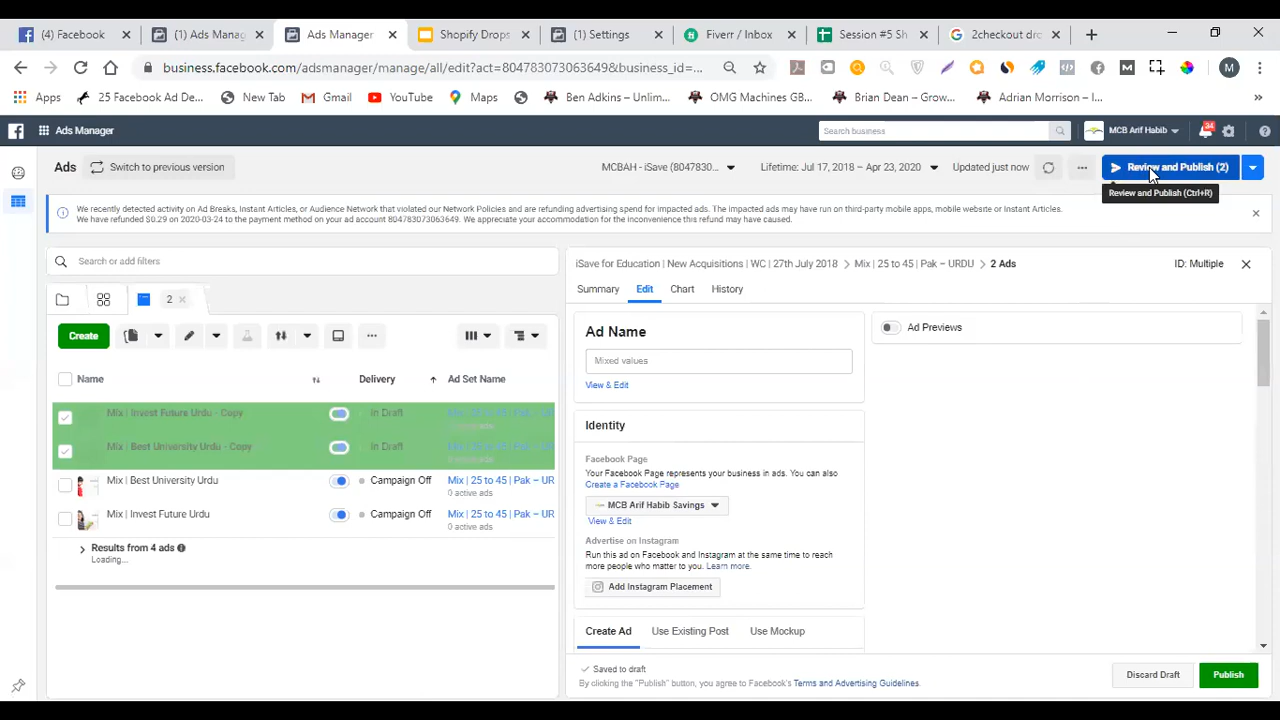 (4) Facebook
(1) Ads Manag
Ads Manager
Shopify Drops
(1) Settings
Fiverr / Inbox
Session #5 Sh
2checkout dro
business.facebook.com/adsmanager/manage/all/edit?act=804783073063649&business_id=...
M
Apps
25 Facebook Ad De...
New Tab
Gmail
YouTube
Maps
Ben Adkins – Unlim...
OMG Machines GB...
Brian Dean – Grow...
Adrian Morrison – I...
Ads Manager
Search business
MCB Arif Habib
34
Ads
Switch to previous version
MCBAH - iSave (8047830...
Lifetime: Jul 17, 2018 – Apr 23, 2020
Updated just now
Review and Publish (2)
Review and Publish (Ctrl+R)
We recently detected activity on Ad Breaks, Instant Articles, or Audience Network that violated our Network Policies and are refunding advertising spend for impacted ads. The impacted ads may have run on third-party mobile apps, mobile website or Instant Articles.
We have refunded $0.29 on 2020-03-24 to the payment method on your ad account 804783073063649. We appreciate your accommodation for the inconvenience this refund may have caused.
Search or add filters
2
Create
Name
Delivery
Ad Set Name
Mix | Invest Future Urdu - Copy
In Draft
Mix | Best University Urdu - Copy
In Draft
Mix | Best University Urdu
Campaign Off
Mix | 25 to 45 | Pak – UR
0 active ads
Mix | Invest Future Urdu
Campaign Off
Mix | 25 to 45 | Pak – UR
0 active ads
Results from 4 ads
Loading...
iSave for Education | New Acquisitions | WC | 27th July 2018
Mix | 25 to 45 | Pak – URDU
2 Ads
ID: Multiple
Summary
Edit
Chart
History
Ad Name
Mixed values
View & Edit
Ad Previews
Identity
Facebook Page
Your Facebook Page represents your business in ads. You can also
Create a Facebook Page
MCB Arif Habib Savings
View & Edit
Advertise on Instagram
Run this ad on Facebook and Instagram at the same time to reach
more people who matter to you. Learn more.
Add Instagram Placement
Create Ad
Use Existing Post
Use Mockup
Saved to draft
By clicking the "Publish" button, you agree to Facebook's Terms and Advertising Guidelines.
Discard Draft
Publish